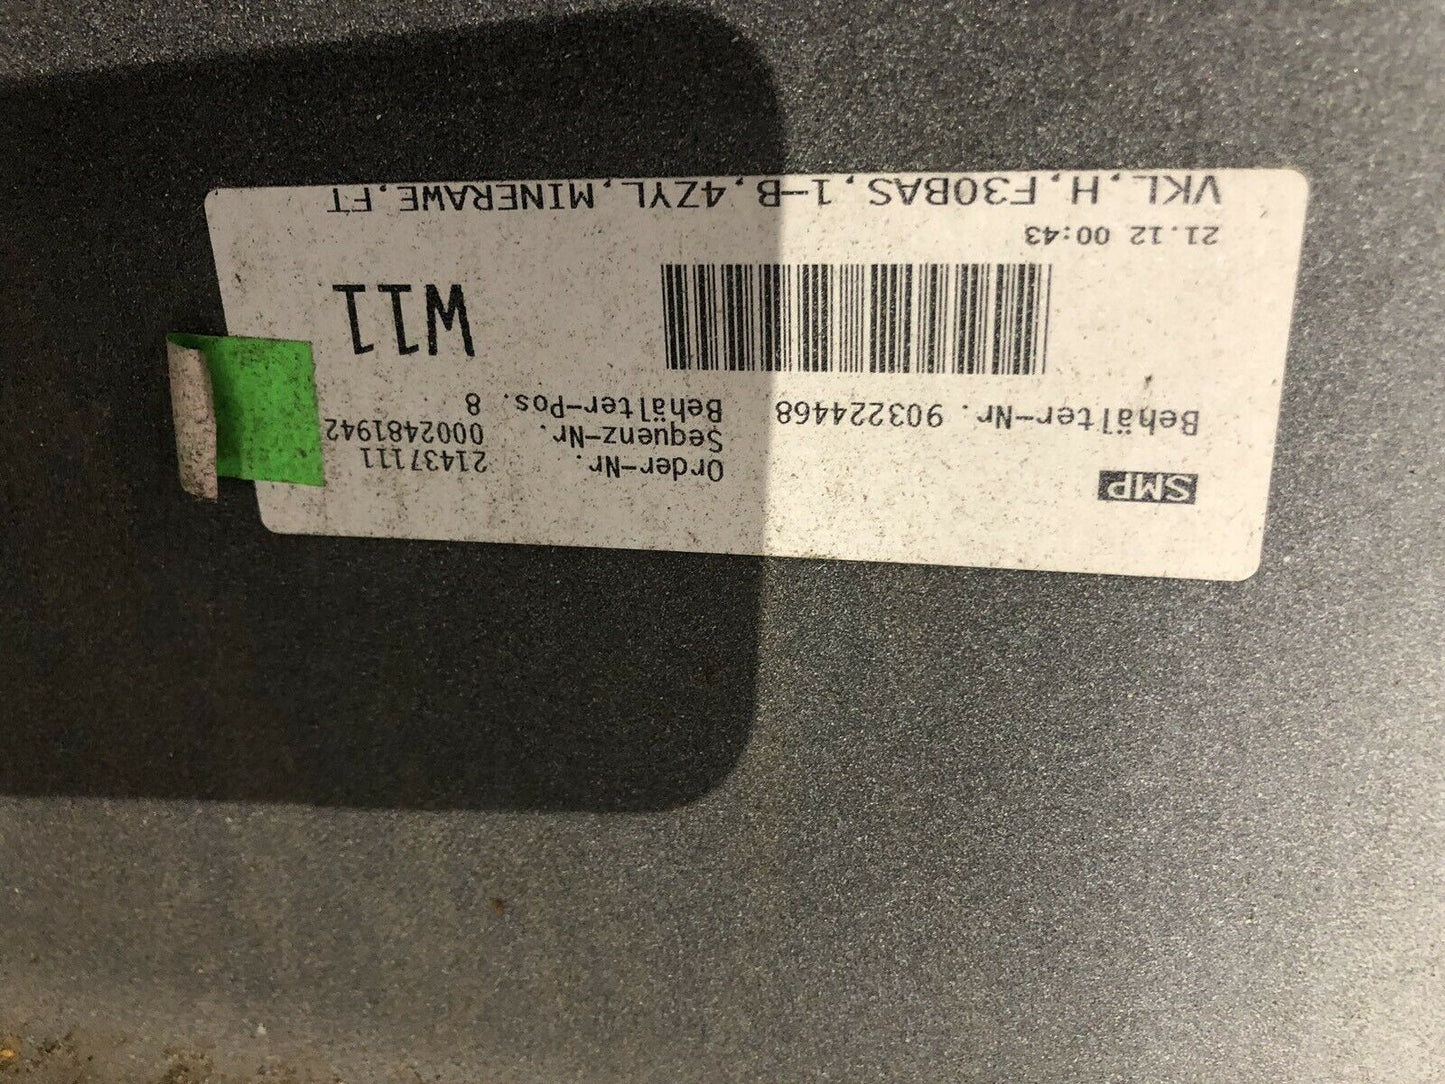 SMP
Order-Nr. 21437111
Sequenz-Nr. 0002481942
Behälter-Nr. 903224468 Behälter-Pos. 8
W11
21.12 00:43
VKL,H,F30BAS,1-B,4ZYL,MINERAWE,FT